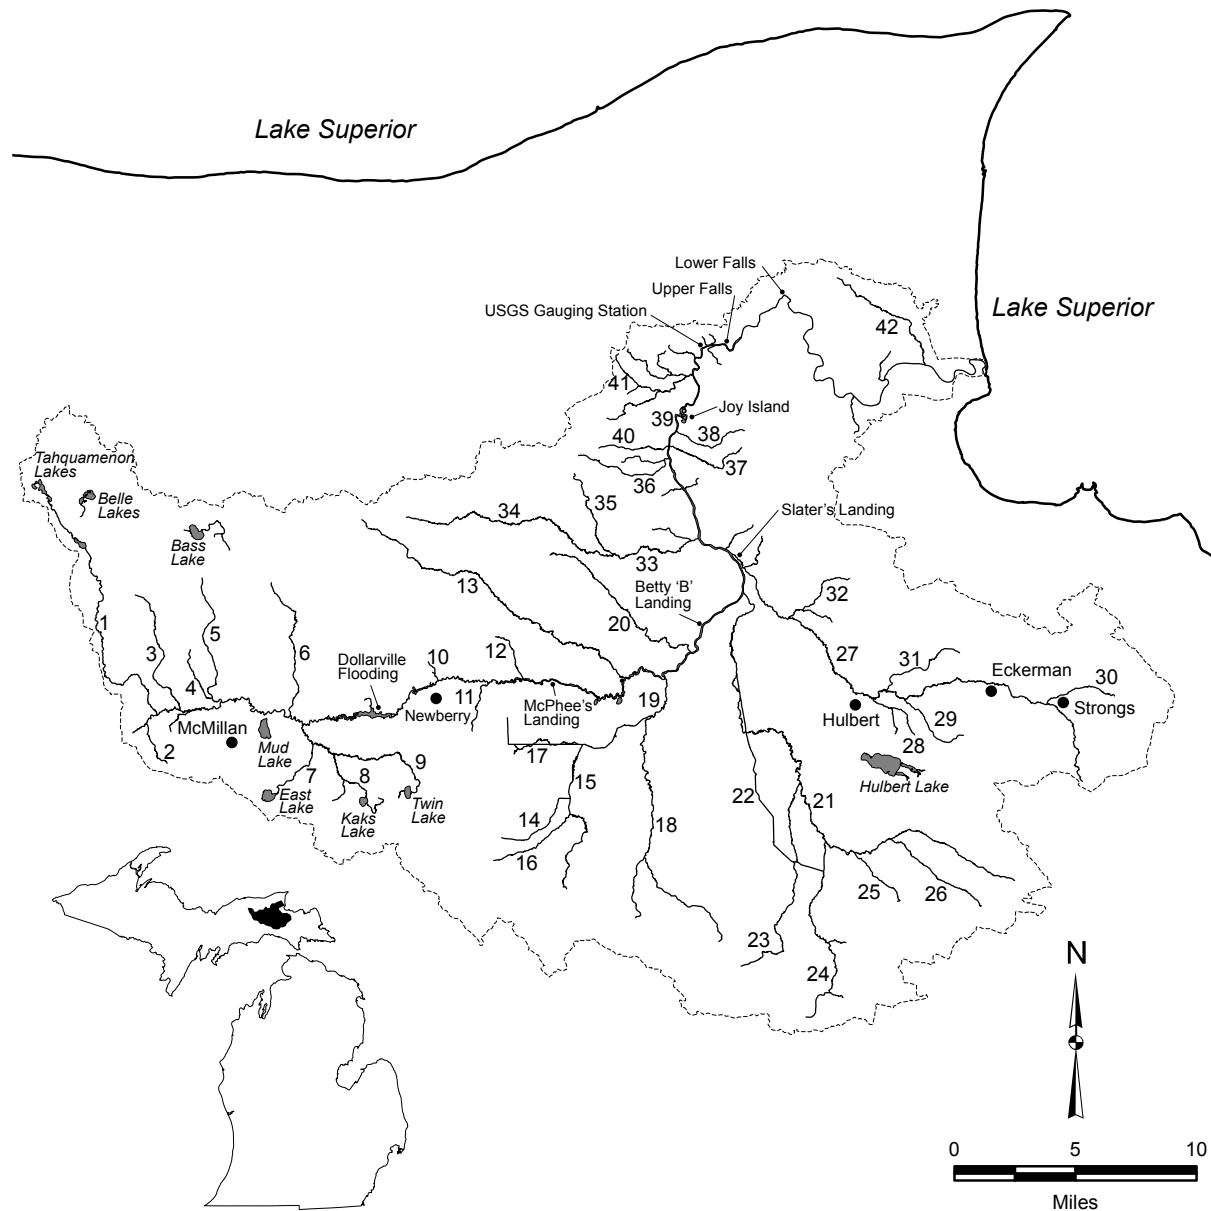 Lake Superior
Lower Falls
Upper Falls
Lake Superior
USGS Gauging Station
42
41
39
Joy Island
40
38
37
Tahquamenon
Lakes
Belle
Lakes
36
35
34
Slater's Landing
Bass
Lake
33
13
Betty ‘B’
Landing
32
1
5
20
3
6
10
12
27
31
4
Dollarville
Flooding
Eckerman
30
11
19
McMillan
Newberry
McPhee's
Landing
Hulbert
29
Strongs
2
Mud
Lake
28
17
9
7
8
15
Hulbert Lake
East
Lake
Twin
Lake
22
21
Kaks
Lake
14
18
16
25
26
23
24
N
0
5
10
Miles